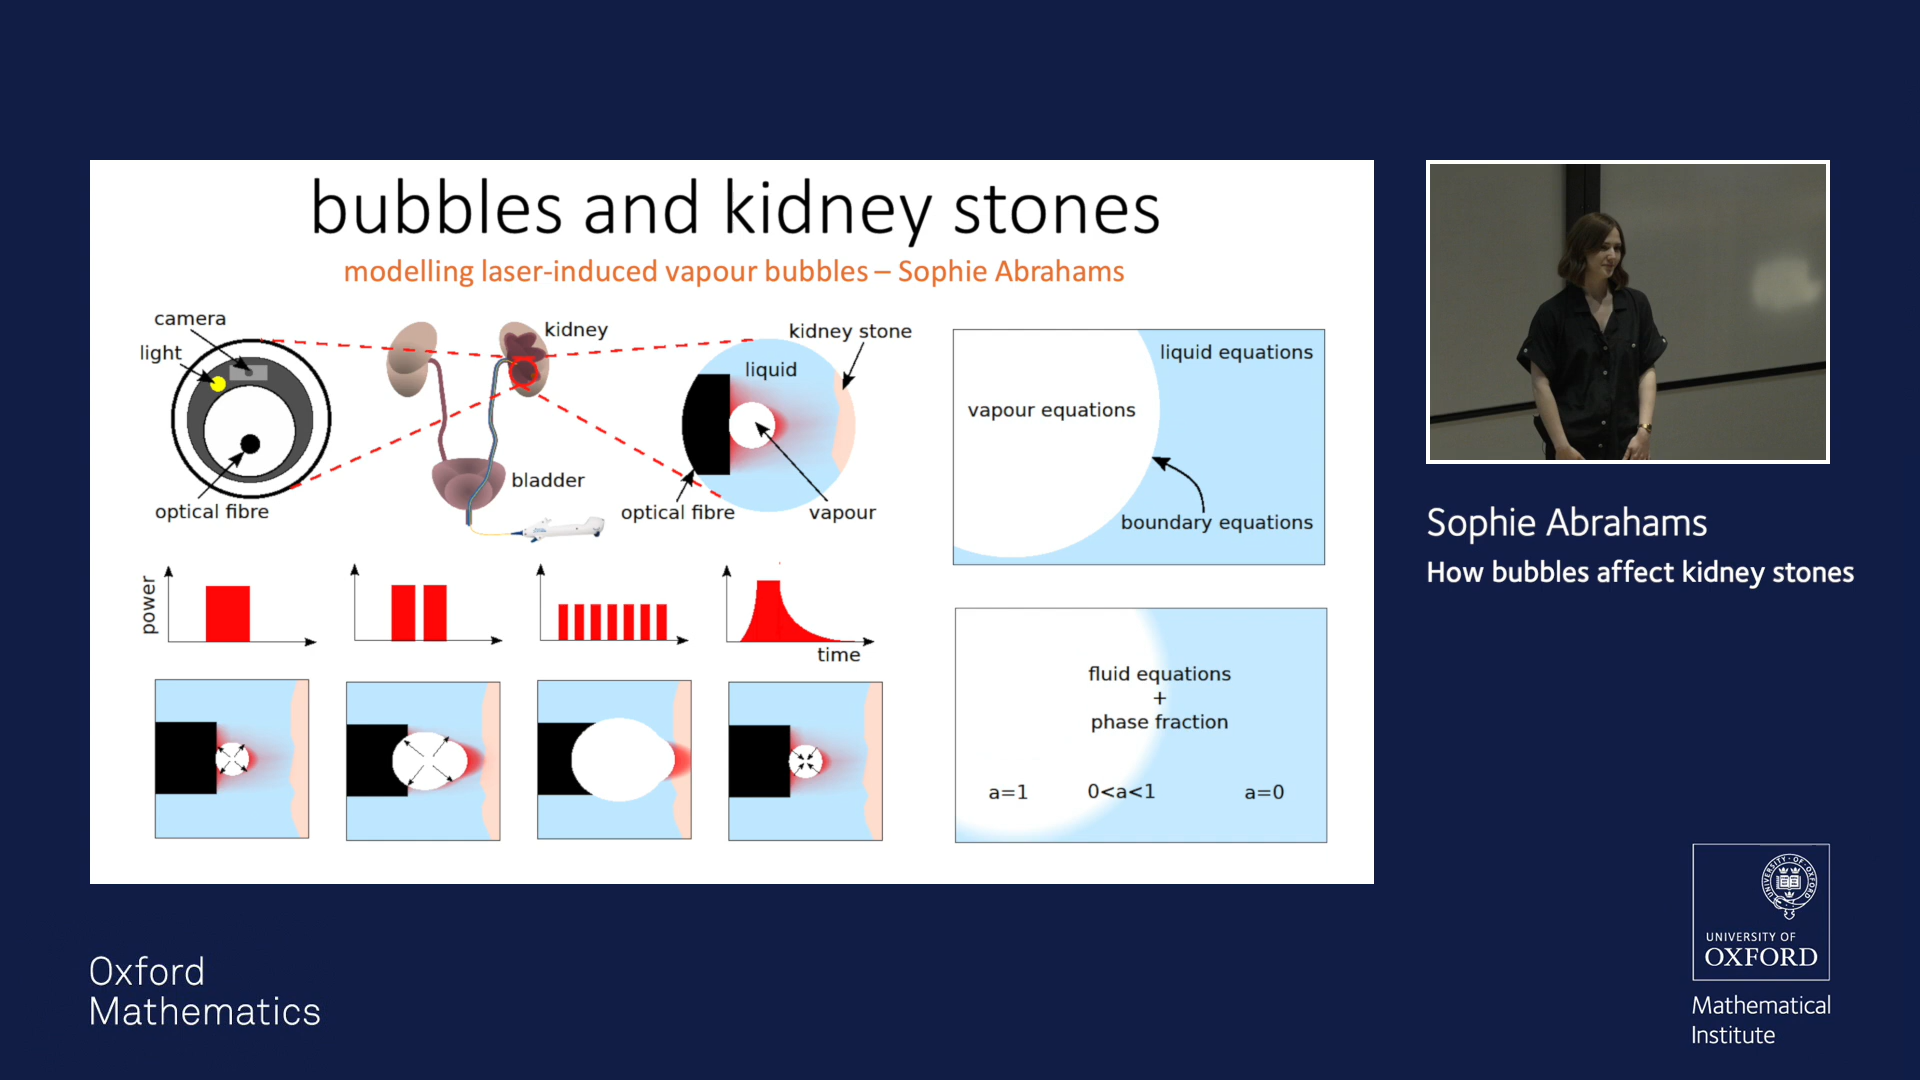 bubbles and kidney stones
modelling laser-induced vapour bubbles – Sophie Abrahams
camera
light
optical fibre
kidney
bladder
kidney stone
liquid
optical fibre
vapour
power
time
liquid equations
vapour equations
boundary equations
fluid equations
+
phase fraction
a=1
0<a<1
a=0
Sophie Abrahams
How bubbles affect kidney stones
Oxford
Mathematics
UNIVERSITY OF
OXFORD
Mathematical
Institute